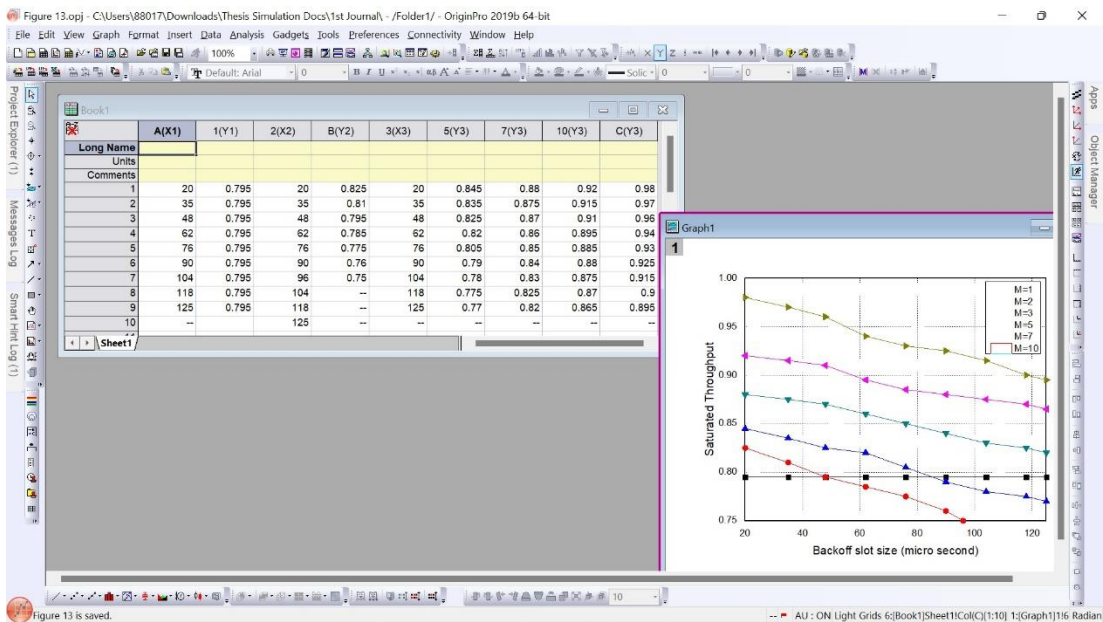 Figure 13.opj - C:\Users\88017\Downloads\Thesis Simulation Docs\1st Journal\ - /Folder1/ - OriginPro 2019b 64-bit
File Edit View Graph Format Insert Data Analysis Gadgets Tools Preferences Connectivity Window Help
100%
Default: Arial 0 B I U Solic 0 0
Project Explorer (1)
Messages Log
Smart Hint Log (1)
Apps
Object Manager
Book1
A(X1) 1(Y1) 2(X2) B(Y2) 3(X3) 5(Y3) 7(Y3) 10(Y3) C(Y3)
Long Name
Units
Comments
1 20 0.795 20 0.825 20 0.845 0.88 0.92 0.98
2 35 0.795 35 0.81 35 0.835 0.875 0.915 0.97
3 48 0.795 48 0.795 48 0.825 0.87 0.91 0.96
4 62 0.795 62 0.785 62 0.82 0.86 0.895 0.94
5 76 0.795 76 0.775 76 0.805 0.85 0.885 0.93
6 90 0.795 90 0.76 90 0.79 0.84 0.88 0.925
7 104 0.795 96 0.75 104 0.78 0.83 0.875 0.915
8 118 0.795 104 -- 118 0.775 0.825 0.87 0.9
9 125 0.795 118 -- 125 0.77 0.82 0.865 0.895
10 -- 125 -- -- -- -- -- --
Sheet1
Graph1
1
1.00
0.95
0.90
0.85
0.80
0.75
Saturated Throughput
M=1
M=2
M=3
M=5
M=7
M=10
20 40 60 80 100 120
Backoff slot size (micro second)
10
Figure 13 is saved.
-- AU : ON Light Grids 6:[Book1]Sheet1!Col(C)[1:10] 1:[Graph1]1!6 Radian